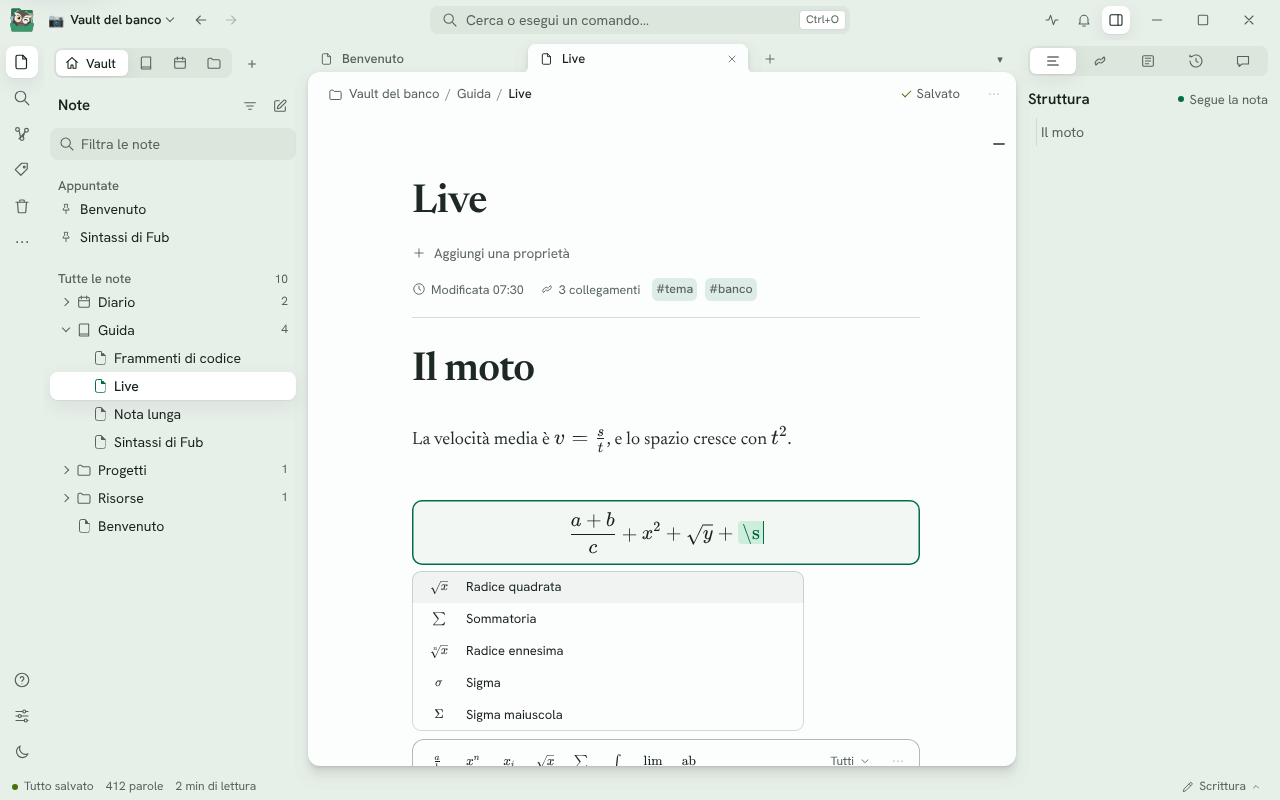 Vault del banco
Cerca o esegui un comando…
Ctrl+O
Vault
Benvenuto
Live
Note
Filtra le note
Appuntate
Benvenuto
Sintassi di Fub
Tutte le note 10
Diario 2
Guida 4
Frammenti di codice
Live
Nota lunga
Sintassi di Fub
Progetti 1
Risorse 1
Benvenuto
Vault del banco / Guida / Live
Salvato
Live
Aggiungi una proprietà
Modificata 07:30 3 collegamenti #tema #banco
Il moto
La velocità media è v = s/t, e lo spazio cresce con t².
(a + b)/c + x² + √y + \s
√x Radice quadrata
∑ Sommatoria
ⁿ√x Radice ennesima
σ Sigma
Σ Sigma maiuscola
xⁿ √x ∑ ∫ lim ab Tutti
Struttura
Segue la nota
Il moto
Tutto salvato 412 parole 2 min di lettura
Scrittura